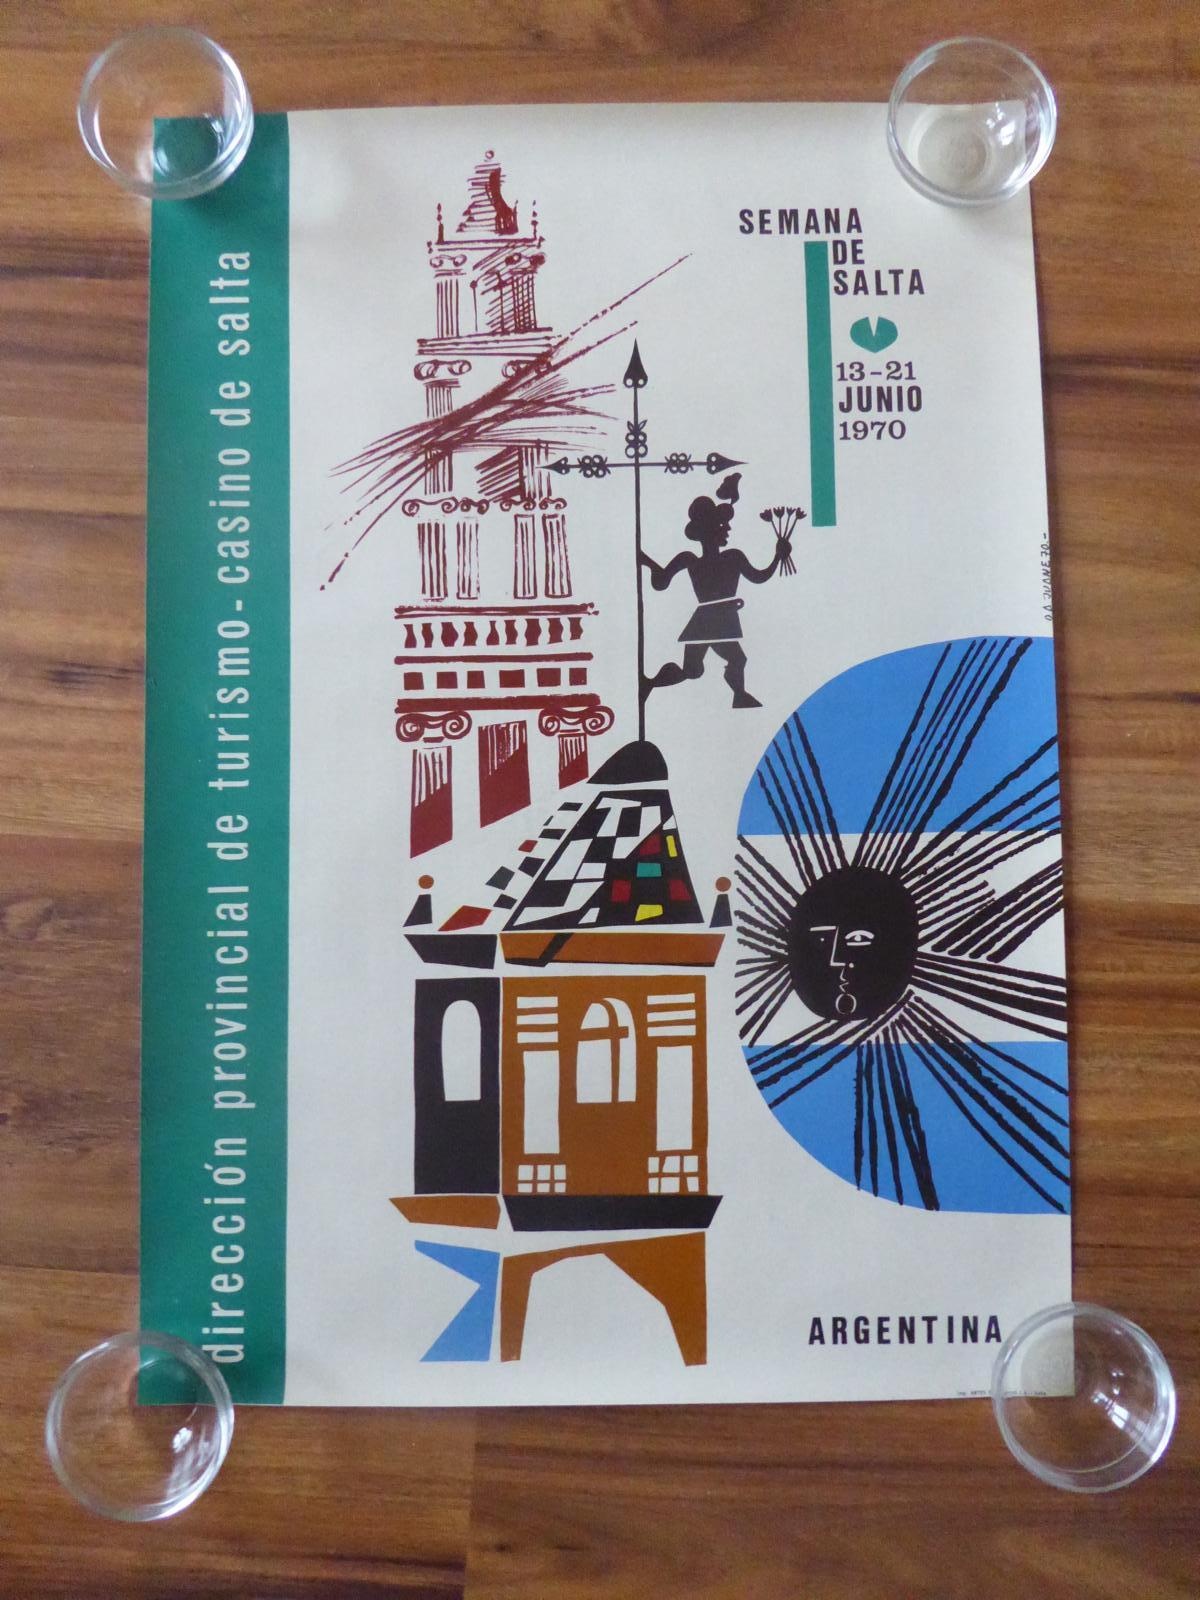 dirección provincial de turismo - casino de salta
SEMANA
DE
SALTA
13-21
JUNIO
1970
ARGENTINA